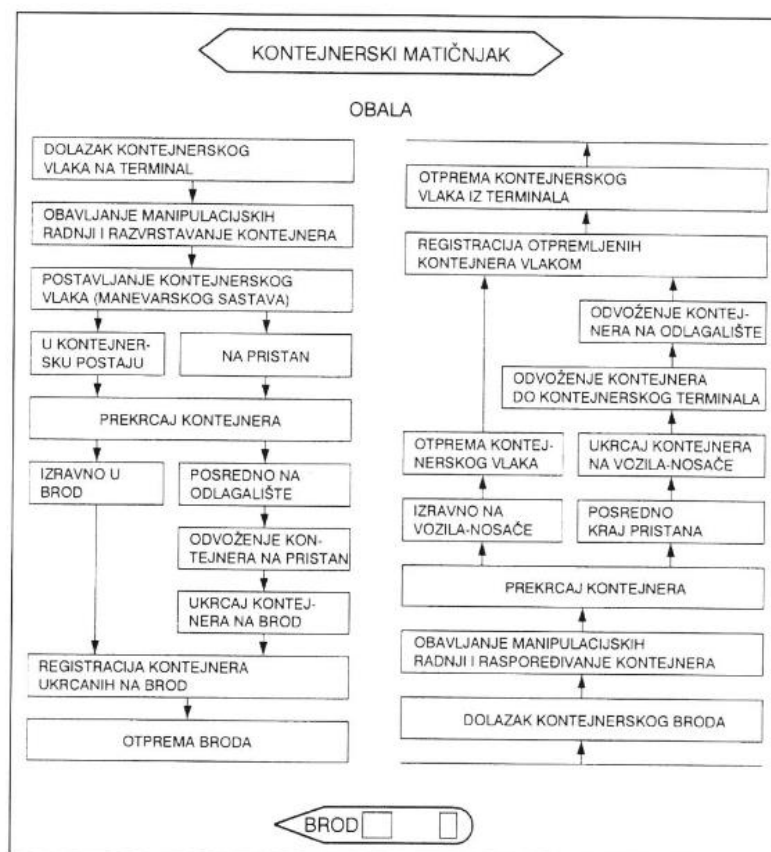 KONTEJNERSKI MATIČNJAK
OBALA
DOLAZAK KONTEJNERSKOG
VLAKA NA TERMINAL
OBAVLJANJE MANIPULACIJSKIH
RADNJI I RAZVRSTAVANJE KONTEJNERA
POSTAVLJANJE KONTEJNERSKOG
VLAKA (MANEVARSKOG SASTAVA)
U KONTEJNER-
SKU POSTAJU
NA PRISTAN
PREKRCAJ KONTEJNERA
IZRAVNO U
BROD
POSREDNO NA
ODLAGALIŠTE
ODVOŽENJE KON-
TEJNERA NA PRISTAN
UKRCAJ KONTEJ-
NERA NA BROD
REGISTRACIJA KONTEJNERA
UKRCANIH NA BROD
OTPREMA BRODA
OTPREMA KONTEJNERSKOG
VLAKA IZ TERMINALA
REGISTRACIJA OTPREMLJENIH
KONTEJNERA VLAKOM
ODVOŽENJE KONTEJ-
NERA NA ODLAGALIŠTE
ODVOŽENJE KONTEJNERA
DO KONTEJNERSKOG TERMINALA
OTPREMA KONTEJ-
NERSKOG VLAKA
UKRCAJ KONTEJNERA
NA VOZILA-NOSAČE
IZRAVNO NA
VOZILA-NOSAČE
POSREDNO
KRAJ PRISTANA
PREKRCAJ KONTEJNERA
OBAVLJANJE MANIPULACIJSKIH
RADNJI I RASPOREĐIVANJE KONTEJNERA
DOLAZAK KONTEJNERSKOG BRODA
BROD